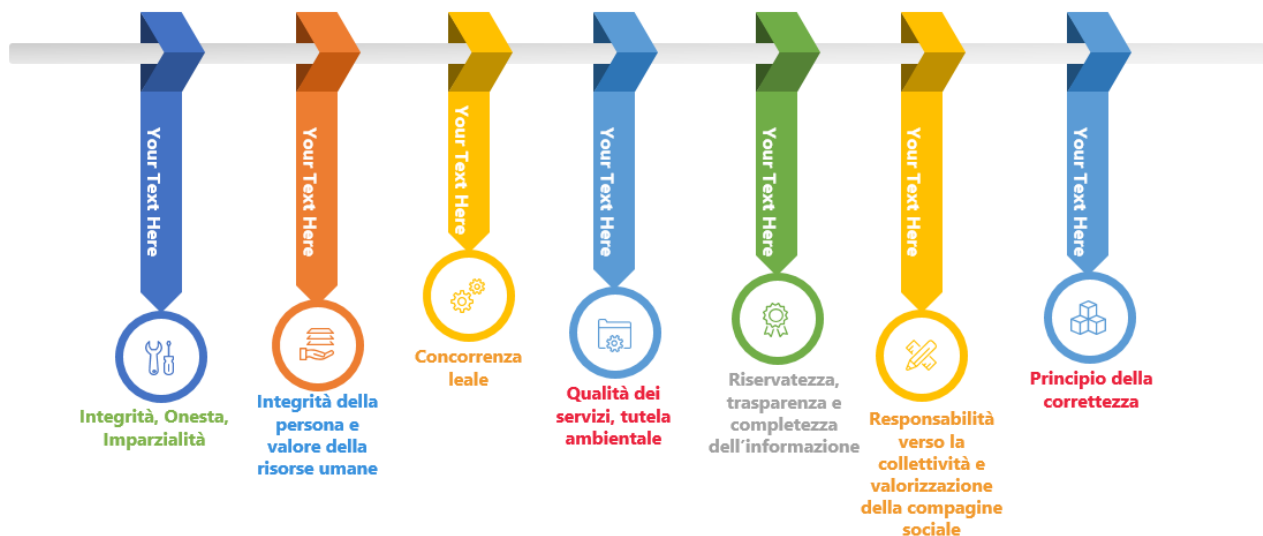 Your Text Here
Your Text Here
Your Text Here
Your Text Here
Your Text Here
Your Text Here
Your Text Here
Integrità, Onesta,
Imparzialità
Integrità della
persona e
valore della
risorse umane
Concorrenza
leale
Qualità dei
servizi, tutela
ambientale
Riservatezza,
trasparenza e
completezza
dell´informazione
Responsabilità
verso la
collettività e
valorizzazione
della compagine
sociale
Principio della
correttezza